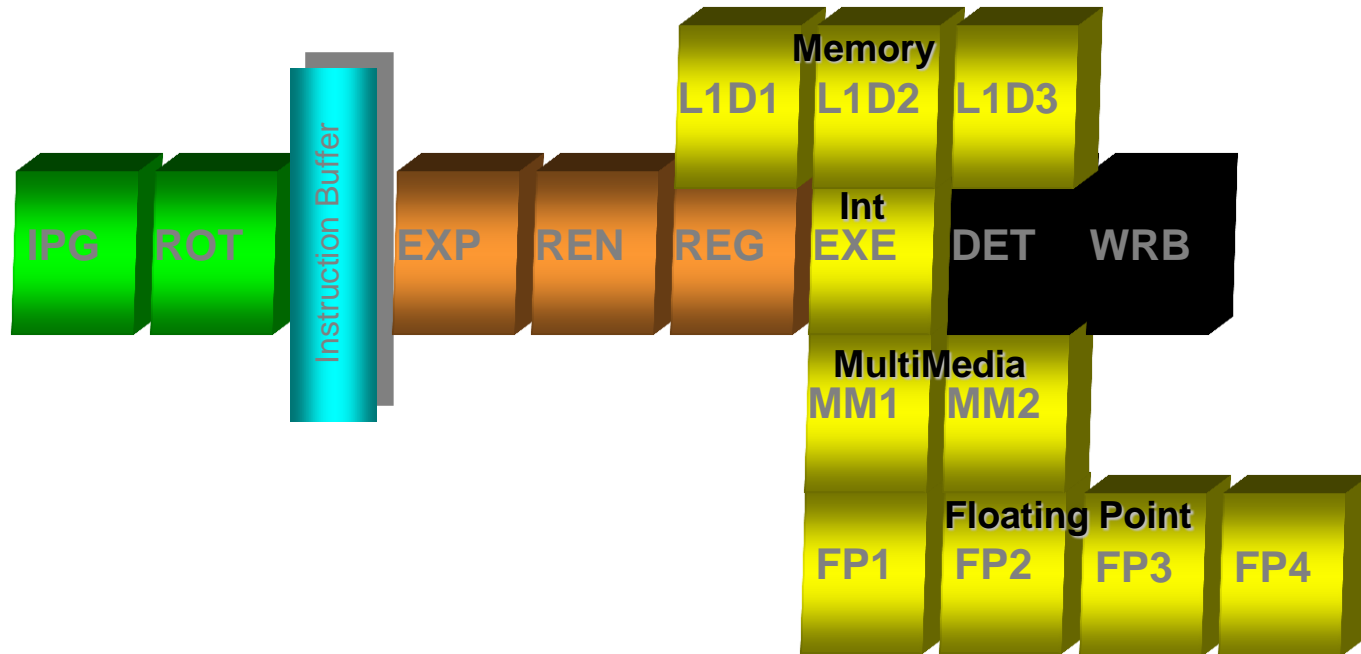 Memory
L1D1 L1D2 L1D3
Instruction Buffer
Int
IPG ROT EXP REN REG EXE DET WRB
MultiMedia
MM1 MM2
Floating Point
FP1 FP2 FP3 FP4